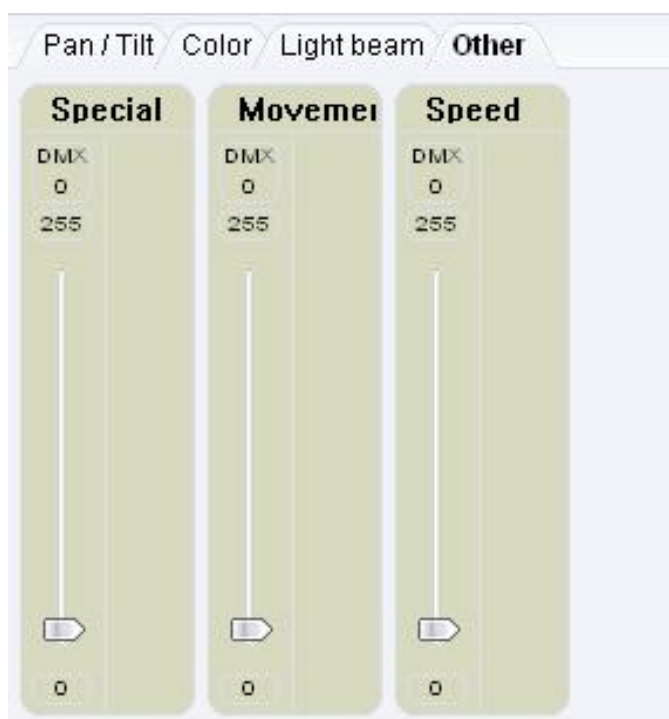 Pan / Tilt Color Light beam Other
Special Movemer Speed
DMX DMX DMX
0 0 0
255 255 255
0 0 0